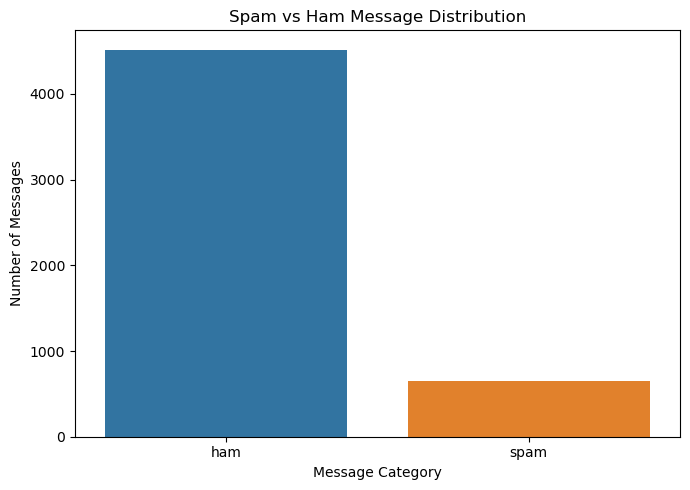 Spam vs Ham Message Distribution
Number of Messages
4000
3000
2000
1000
0
ham spam
Message Category